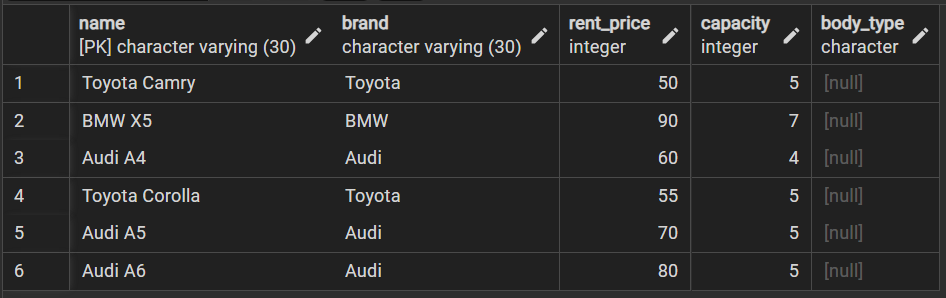 name brand rent_price capacity body_type
[PK] character varying (30) character varying (30) integer integer character
1 Toyota Camry Toyota 50 5 [null]
2 BMW X5 BMW 90 7 [null]
3 Audi A4 Audi 60 4 [null]
4 Toyota Corolla Toyota 55 5 [null]
5 Audi A5 Audi 70 5 [null]
6 Audi A6 Audi 80 5 [null]